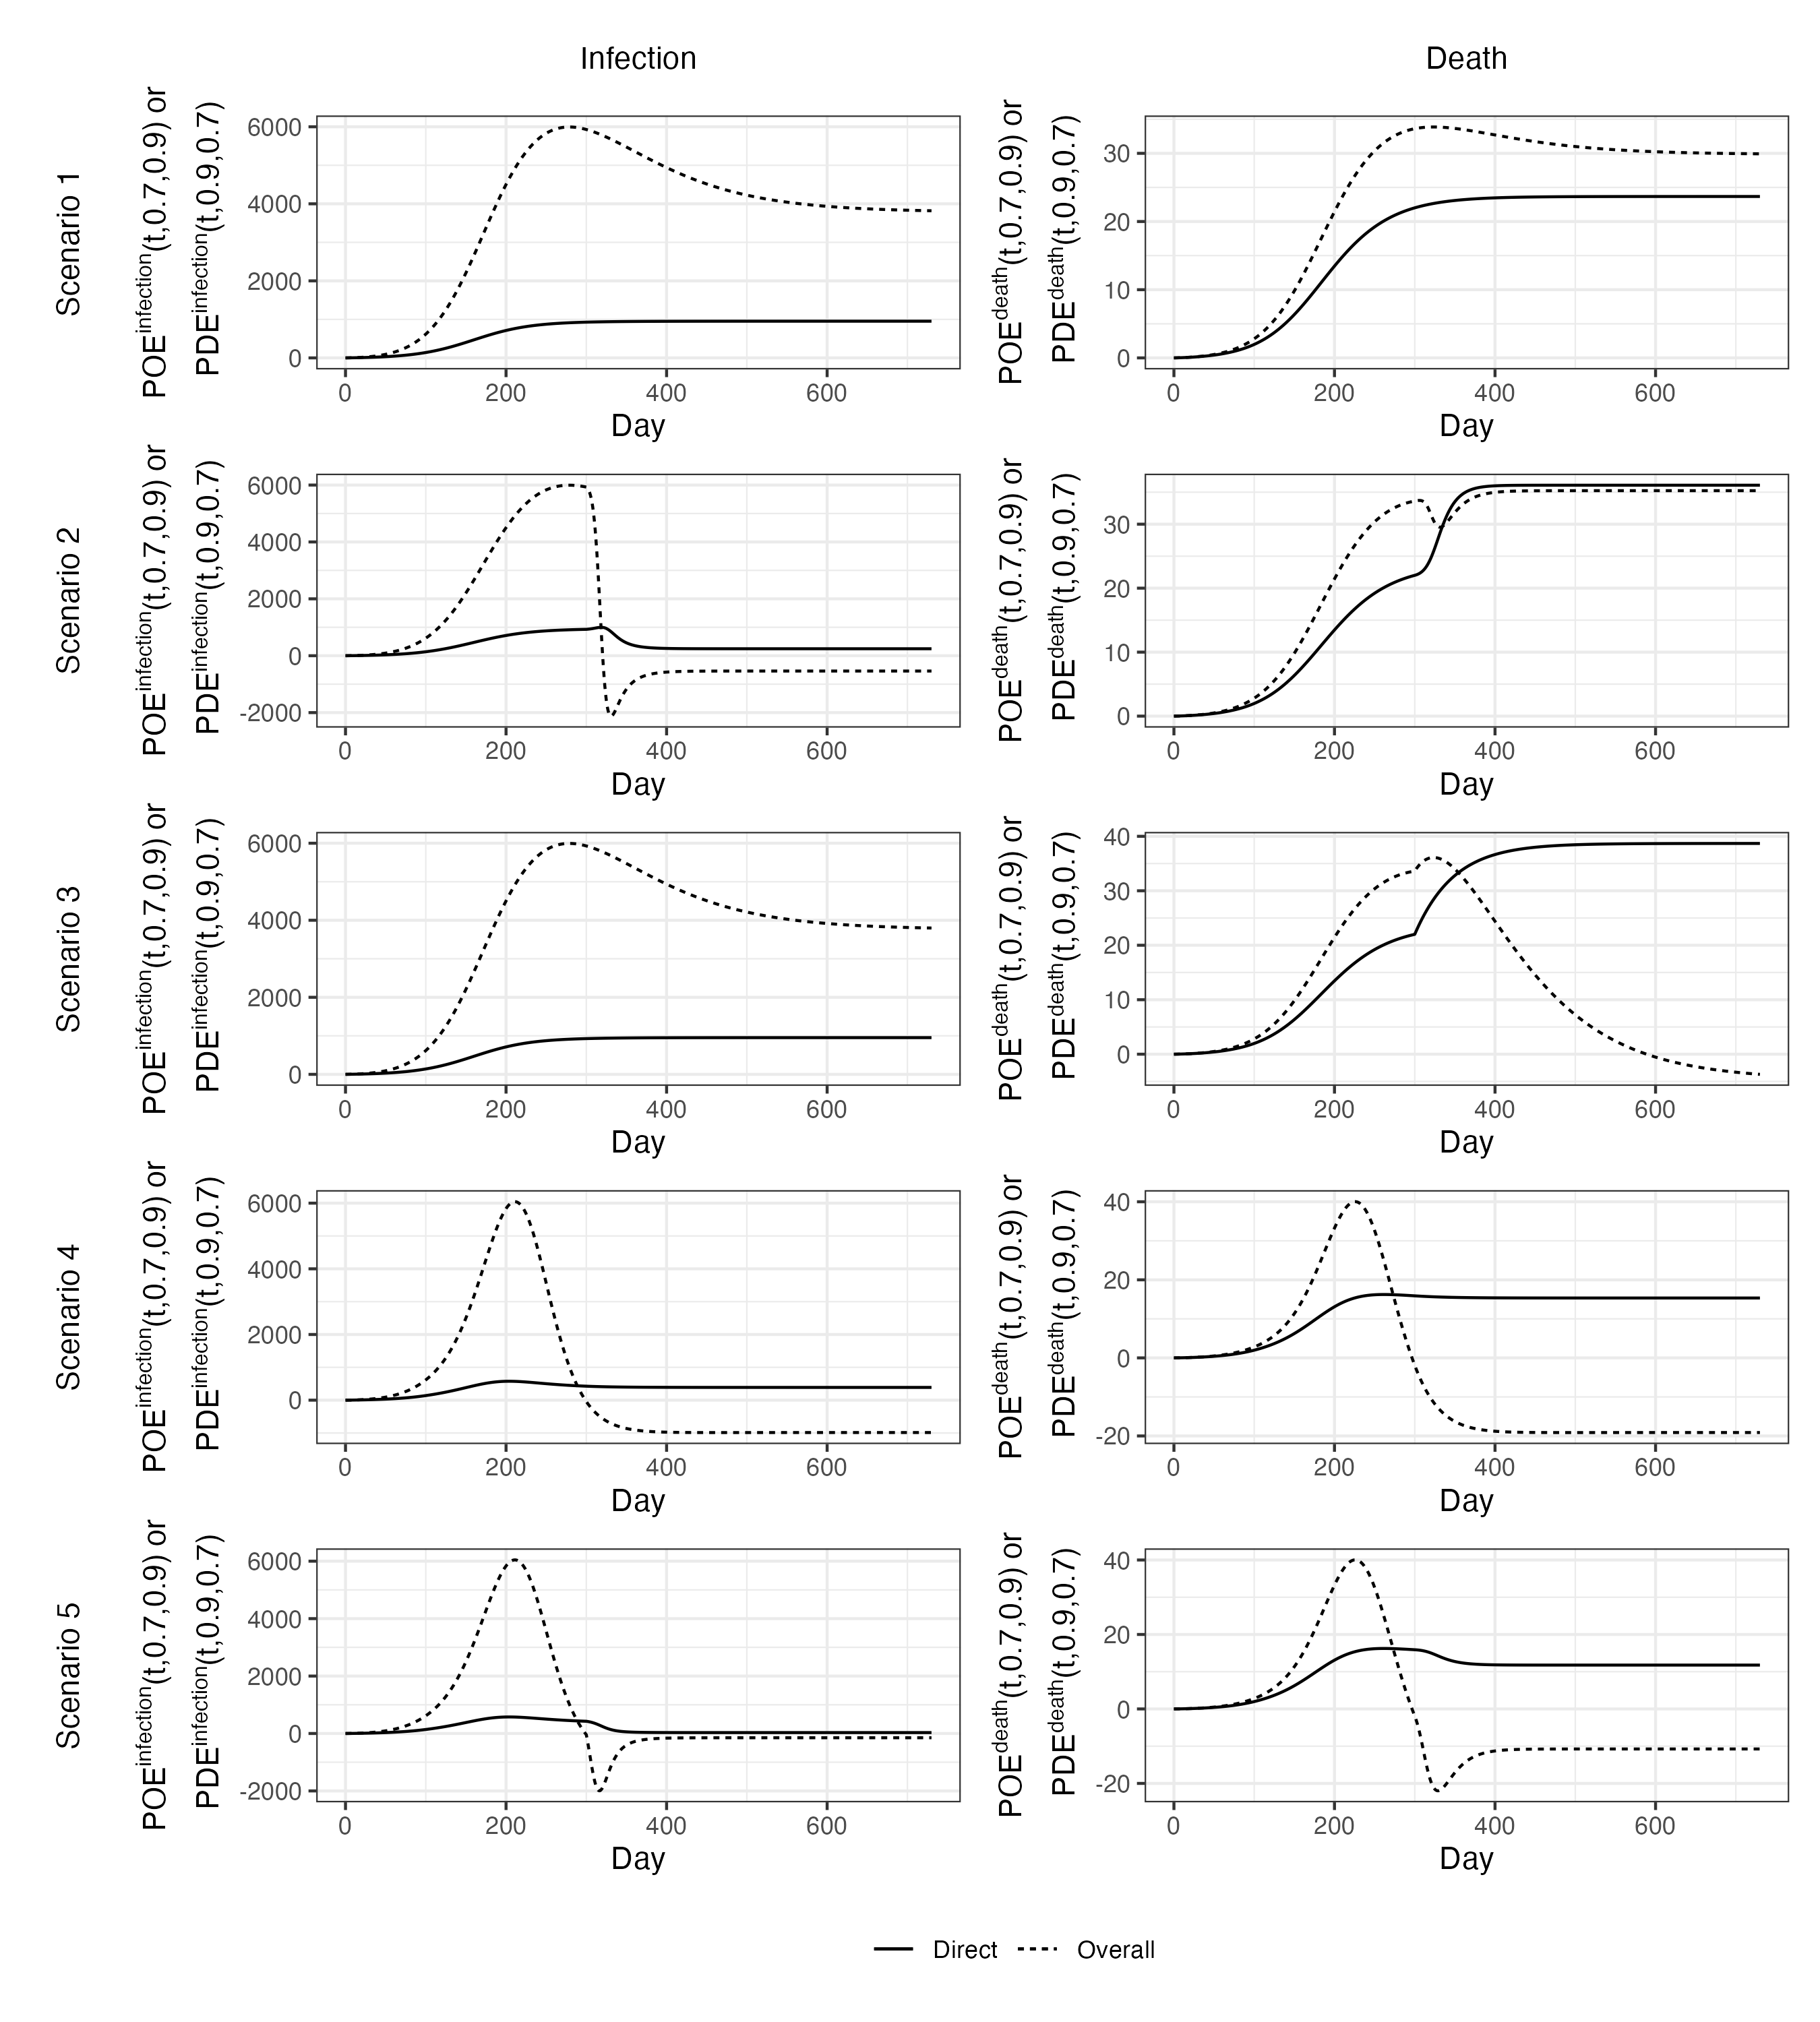 Infection
Death
Scenario 1
POE^infection(t,0.7,0.9) or
PDE^infection(t,0.9,0.7)
6000
4000
2000
0
0 200 400 600
Day
POE^death(t,0.7,0.9) or
PDE^death(t,0.9,0.7)
30
20
10
0
0 200 400 600
Day
Scenario 2
POE^infection(t,0.7,0.9) or
PDE^infection(t,0.9,0.7)
6000
4000
2000
0
-2000
0 200 400 600
Day
POE^death(t,0.7,0.9) or
PDE^death(t,0.9,0.7)
30
20
10
0
0 200 400 600
Day
Scenario 3
POE^infection(t,0.7,0.9) or
PDE^infection(t,0.9,0.7)
6000
4000
2000
0
0 200 400 600
Day
POE^death(t,0.7,0.9) or
PDE^death(t,0.9,0.7)
40
30
20
10
0
0 200 400 600
Day
Scenario 4
POE^infection(t,0.7,0.9) or
PDE^infection(t,0.9,0.7)
6000
4000
2000
0
0 200 400 600
Day
POE^death(t,0.7,0.9) or
PDE^death(t,0.9,0.7)
40
20
0
-20
0 200 400 600
Day
Scenario 5
POE^infection(t,0.7,0.9) or
PDE^infection(t,0.9,0.7)
6000
4000
2000
0
-2000
0 200 400 600
Day
POE^death(t,0.7,0.9) or
PDE^death(t,0.9,0.7)
40
20
0
-20
0 200 400 600
Day
Direct Overall